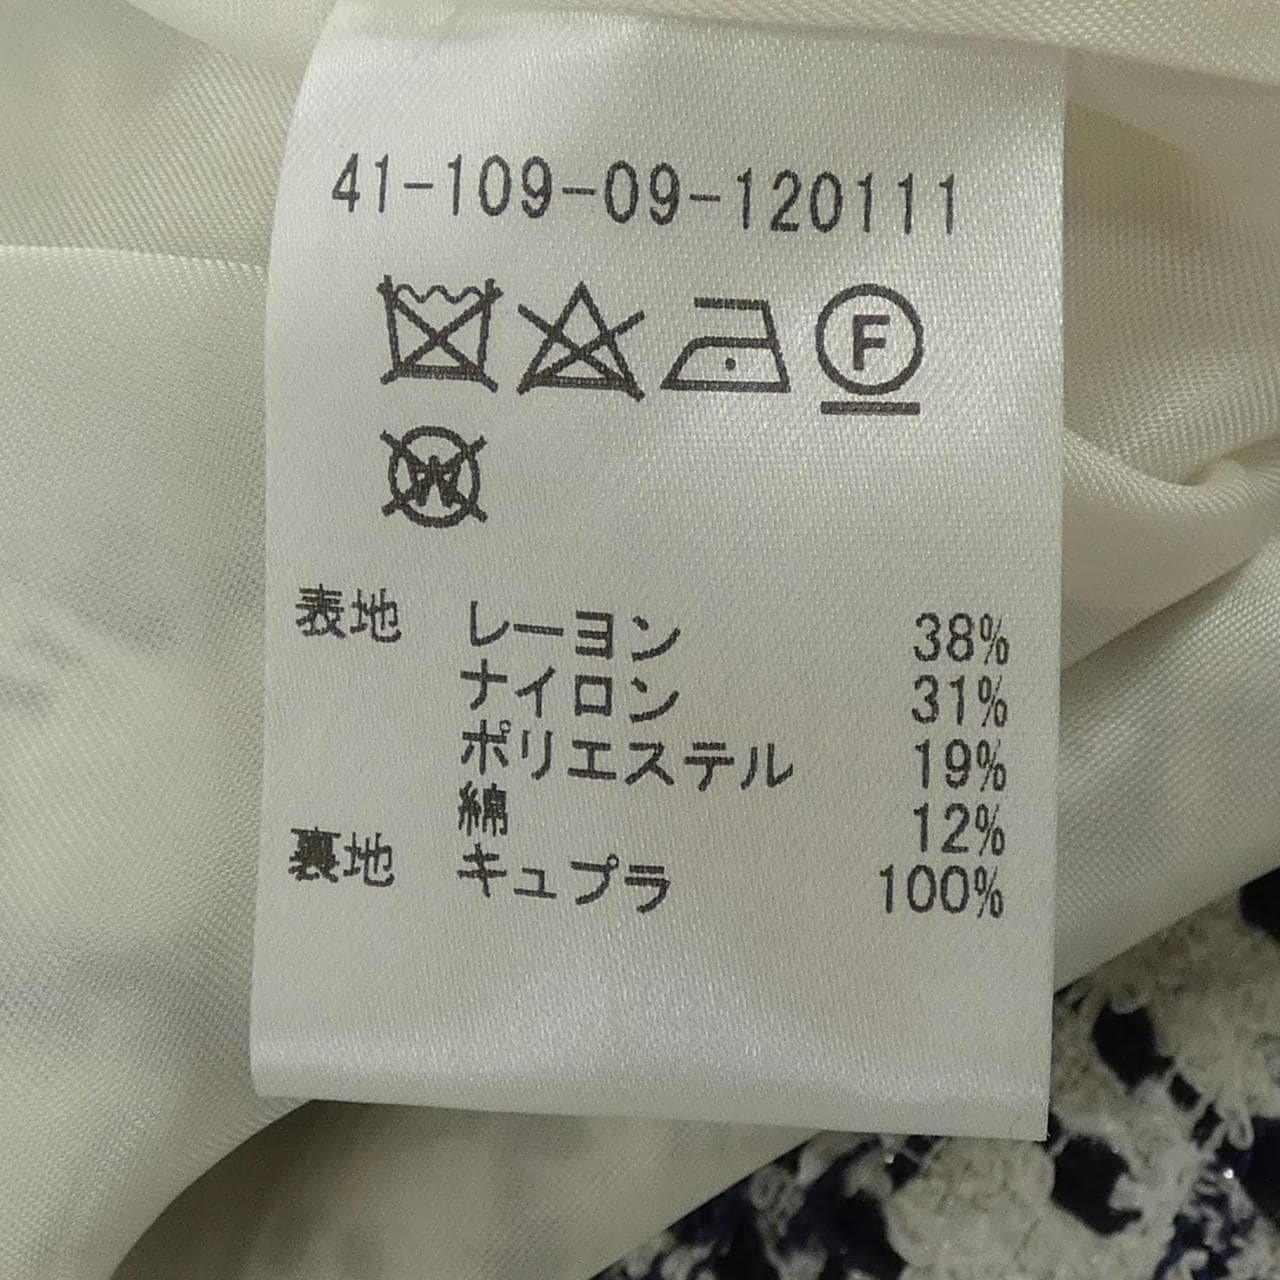 41-109-09-120111
F
W
表地 レーヨン 38%
ナイロン 31%
ポリエステル 19%
綿 12%
裏地 キュプラ 100%